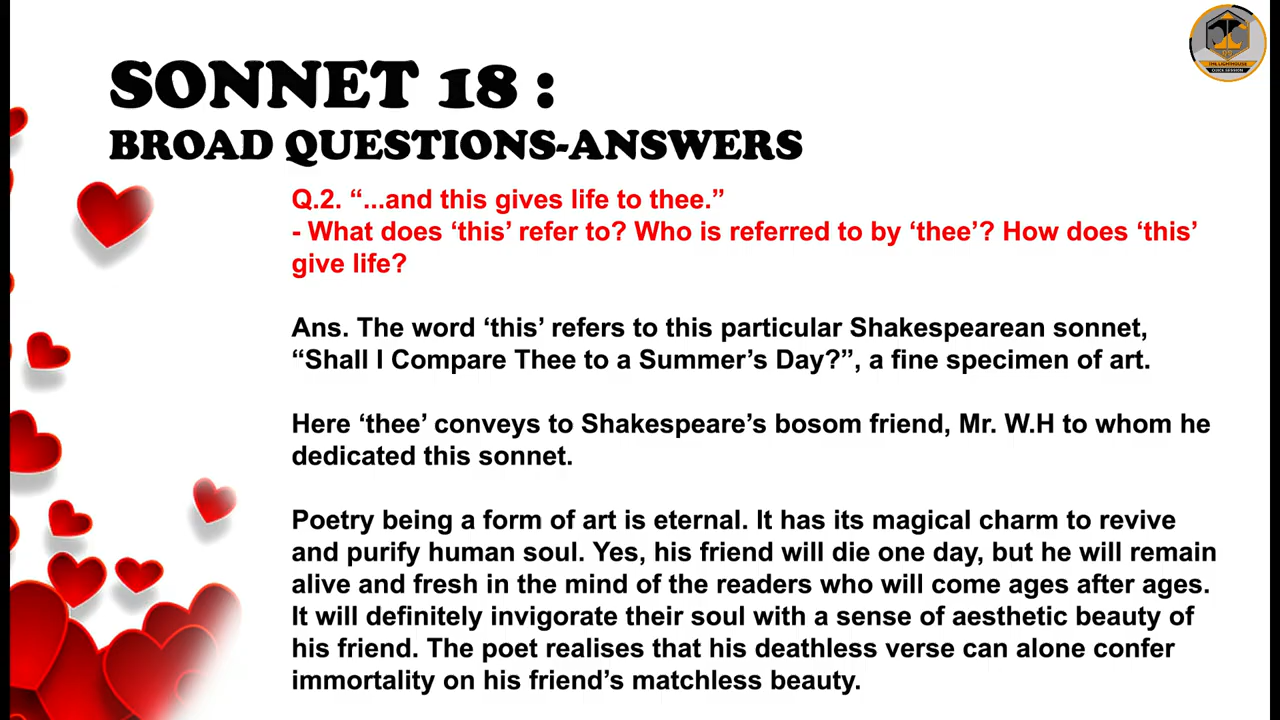 SONNET 18 :
BROAD QUESTIONS-ANSWERS
Q.2. “...and this gives life to thee.”
- What does ‘this’ refer to? Who is referred to by ‘thee’? How does ‘this’
give life?
Ans. The word ‘this’ refers to this particular Shakespearean sonnet,
“Shall I Compare Thee to a Summer’s Day?”, a fine specimen of art.
Here ‘thee’ conveys to Shakespeare’s bosom friend, Mr. W.H to whom he
dedicated this sonnet.
Poetry being a form of art is eternal. It has its magical charm to revive
and purify human soul. Yes, his friend will die one day, but he will remain
alive and fresh in the mind of the readers who will come ages after ages.
It will definitely invigorate their soul with a sense of aesthetic beauty of
his friend. The poet realises that his deathless verse can alone confer
immortality on his friend’s matchless beauty.
THE LIGHTHOUSE